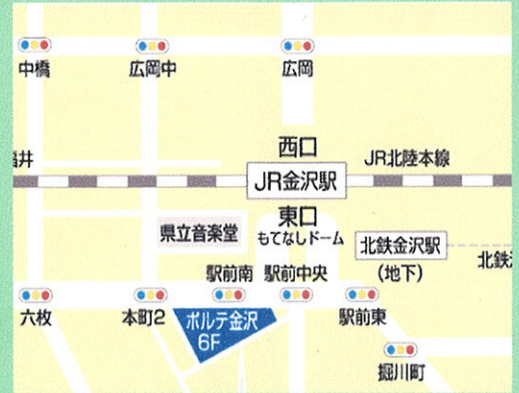 中橋
広岡中
広岡
西口
井
JR北陸本線
JR金沢駅
東口
もてなしドーム
県立音楽堂
北鉄金沢駅
(地下)
北鉄
駅前南
駅前中央
六枚
本町2
ポルテ金沢
6F
駅前東
掘川町